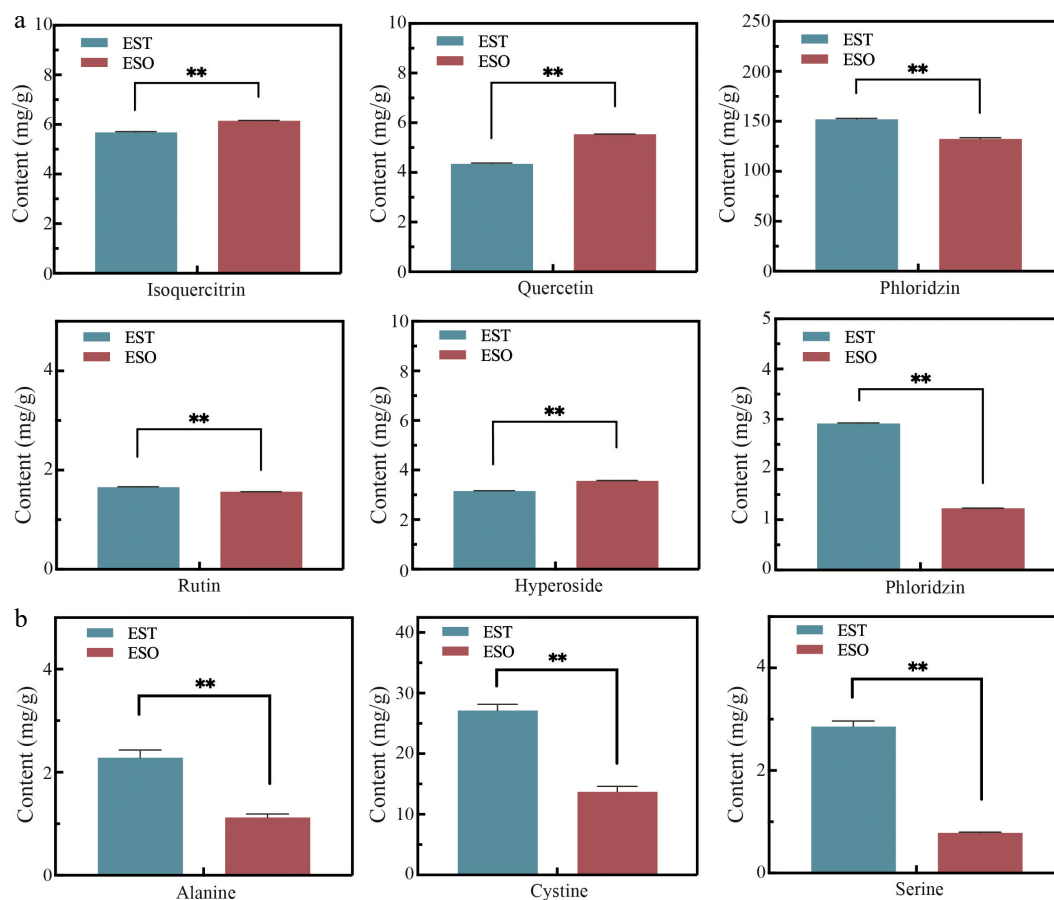 a
10
8
6
4
2
0
Content (mg/g)
EST
ESO
**
Isoquercitrin
10
8
6
4
2
0
Content (mg/g)
EST
ESO
**
Quercetin
250
200
150
100
50
0
Content (mg/g)
EST
ESO
**
Phloridzin
4
2
0
Content (mg/g)
EST
ESO
**
Rutin
10
8
6
4
2
0
Content (mg/g)
EST
ESO
**
Hyperoside
5
4
3
2
1
0
Content (mg/g)
EST
ESO
**
Phloridzin
b
4
2
0
Content (mg/g)
EST
ESO
**
Alanine
40
30
20
10
0
Content (mg/g)
EST
ESO
**
Cystine
4
2
0
Content (mg/g)
EST
ESO
**
Serine